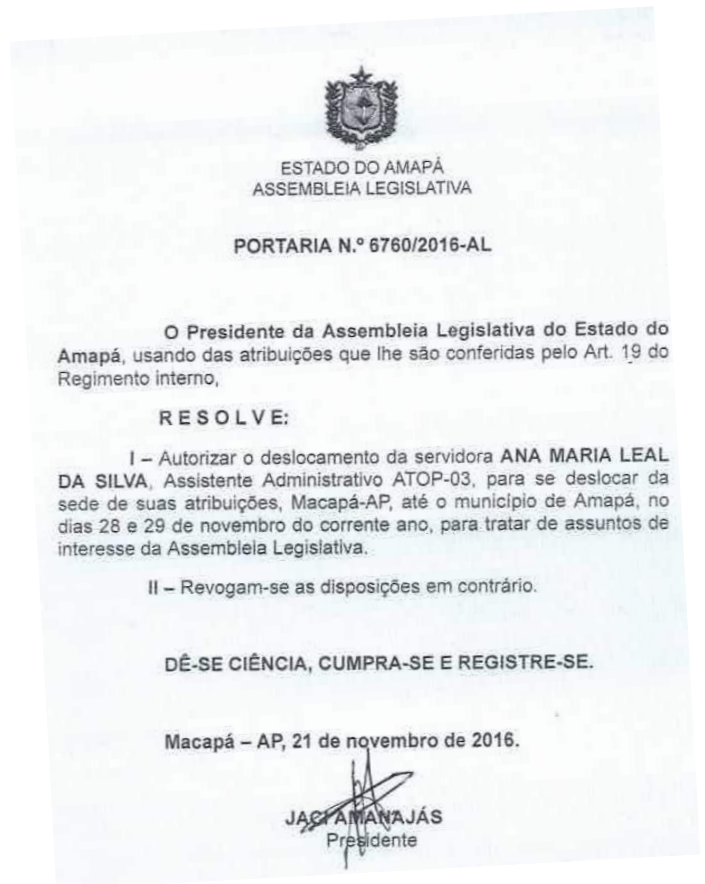 ESTADO DO AMAPÁ
ASSEMBLEIA LEGISLATIVA
PORTARIA N.º 6760/2016-AL
O Presidente da Assembleia Legislativa do Estado do
Amapá, usando das atribuições que lhe são conferidas pelo Art. 19 do
Regimento interno,
R E S O L V E:
I – Autorizar o deslocamento da servidora ANA MARIA LEAL
DA SILVA, Assistente Administrativo ATOP-03, para se deslocar da
sede de suas atribuições, Macapá-AP, até o município de Amapá, no
dias 28 e 29 de novembro do corrente ano, para tratar de assuntos de
interesse da Assembleia Legislativa.
II – Revogam-se as disposições em contrário.
DÊ-SE CIÊNCIA, CUMPRA-SE E REGISTRE-SE.
Macapá – AP, 21 de novembro de 2016.
JACI AMANAJÁS
Presidente